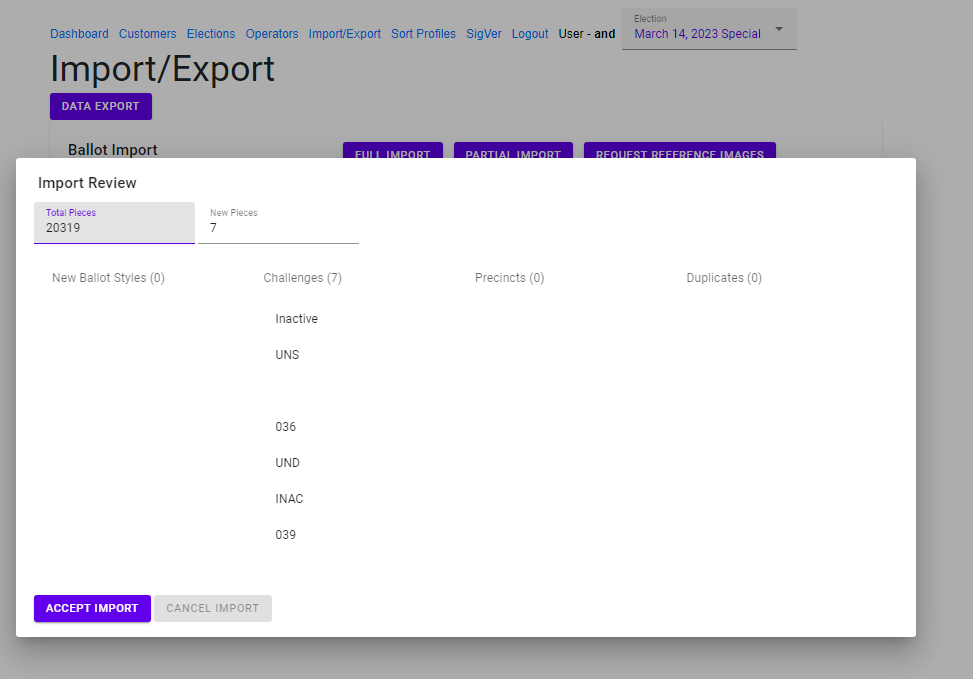 Dashboard Customers Elections Operators Import/Export Sort Profiles SigVer Logout User - and
Election
March 14, 2023 Special
Import/Export
DATA EXPORT
Ballot Import
FULL IMPORT PARTIAL IMPORT REQUEST REFERENCE IMAGES
Import Review
Total Pieces New Pieces
20319 7
New Ballot Styles (0) Challenges (7) Precincts (0) Duplicates (0)
Inactive
UNS
036
UND
INAC
039
ACCEPT IMPORT CANCEL IMPORT